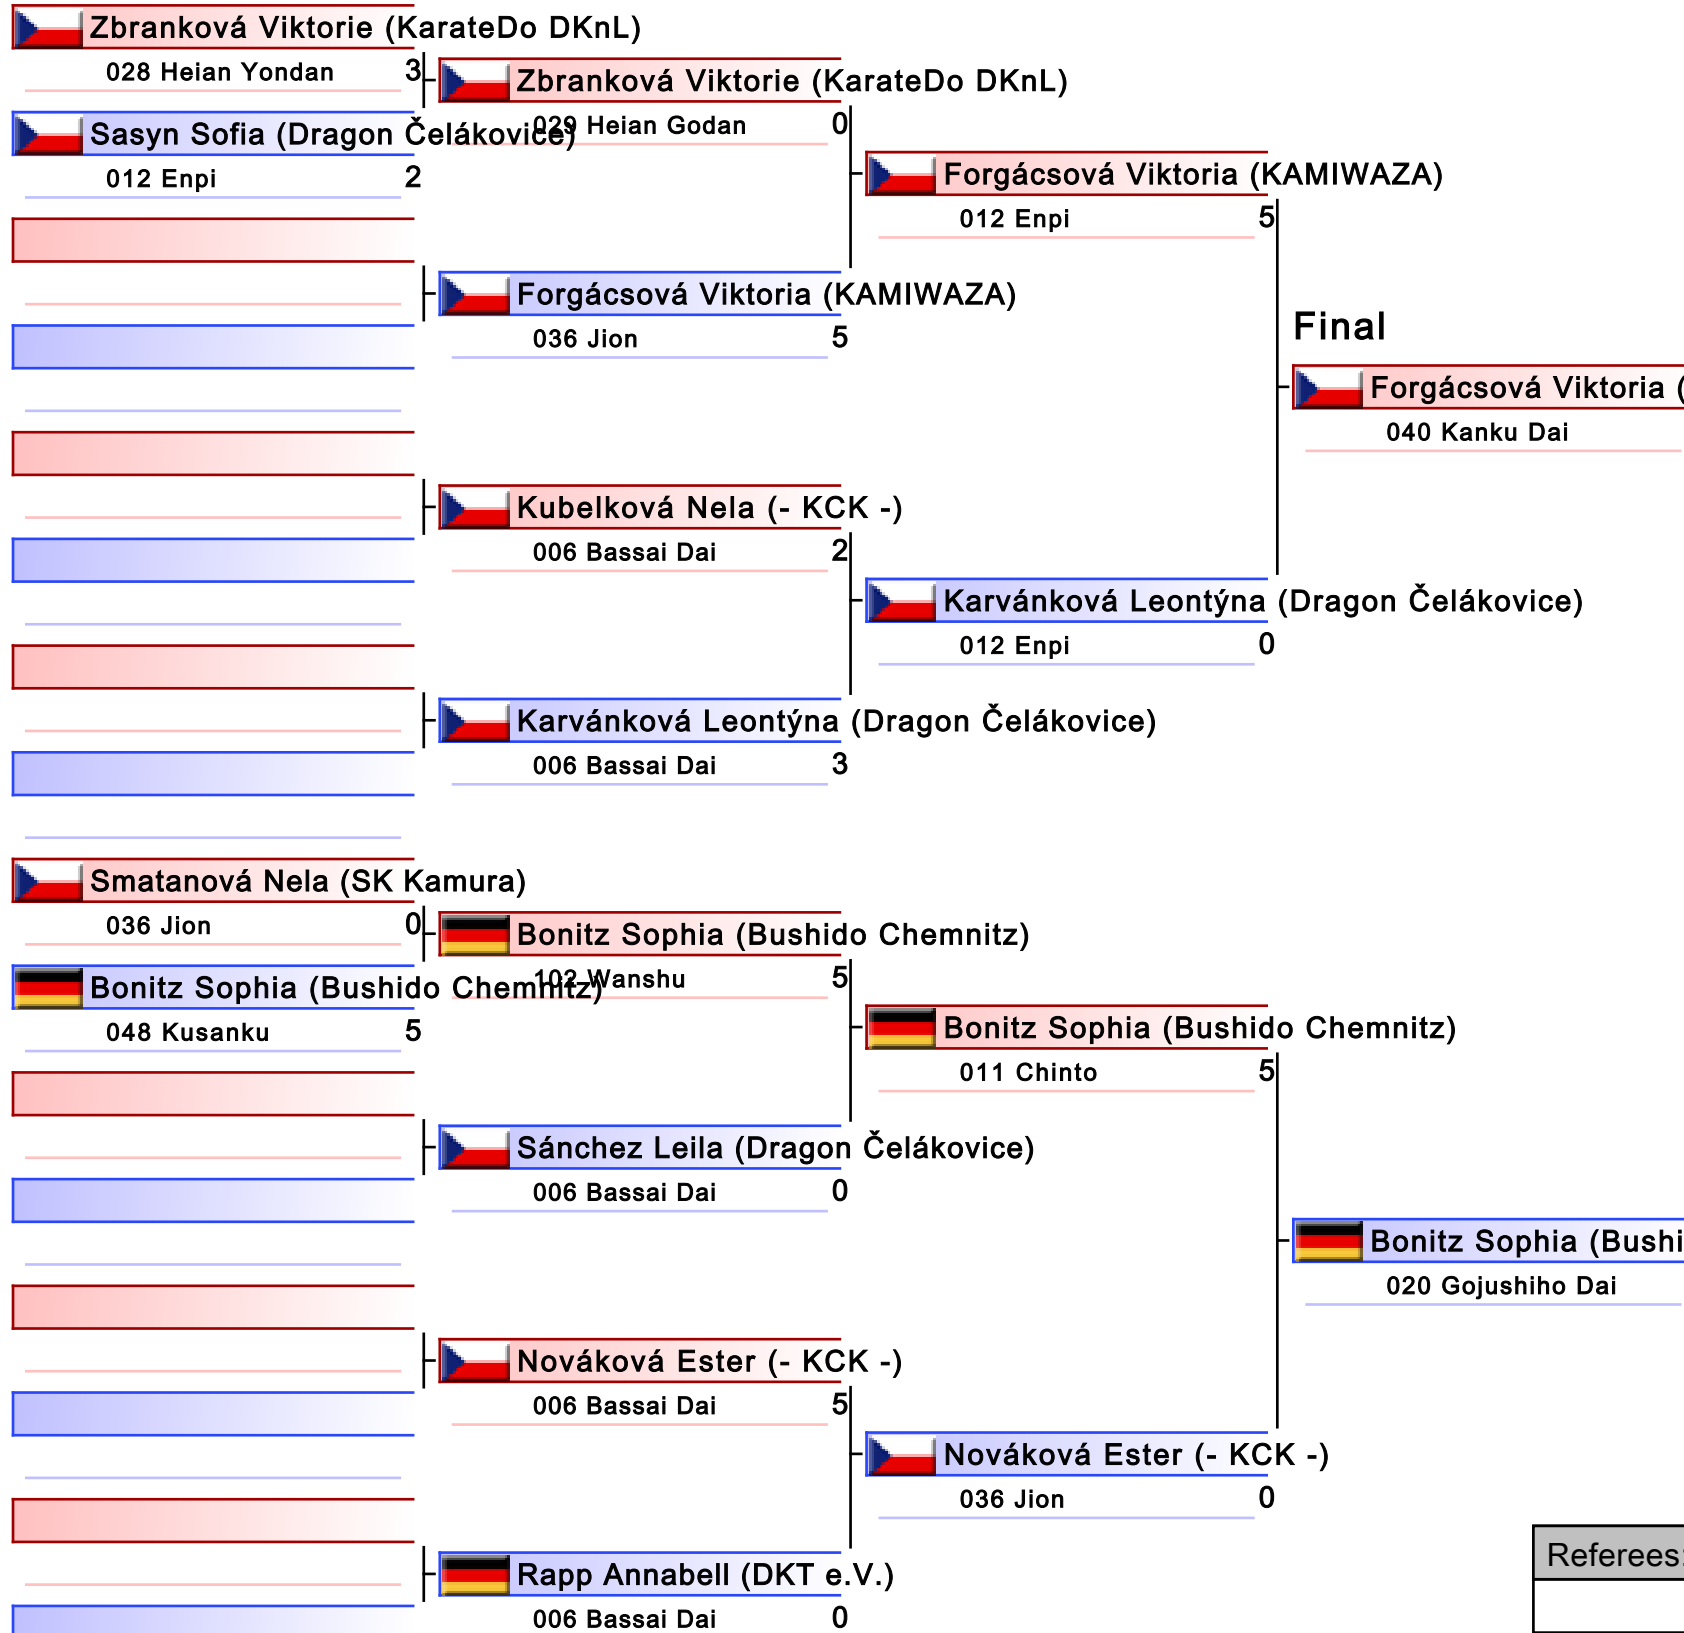 Zbranková Viktorie (KarateDo DKnL)
028 Heian Yondan 3
Sasyn Sofia (Dragon Čelákovice)
012 Enpi 2
Smatanová Nela (SK Kamura)
036 Jion 0
Bonitz Sophia (Bushido Chemnitz)
048 Kusanku 5
Zbranková Viktorie (KarateDo DKnL)
029 Heian Godan 0
Forgácsová Viktoria (KAMIWAZA)
036 Jion 5
Kubelková Nela (- KCK -)
006 Bassai Dai 2
Karvánková Leontýna (Dragon Čelákovice)
006 Bassai Dai 3
Bonitz Sophia (Bushido Chemnitz)
102 Wanshu 5
Sánchez Leila (Dragon Čelákovice)
006 Bassai Dai 0
Nováková Ester (- KCK -)
006 Bassai Dai 5
Rapp Annabell (DKT e.V.)
006 Bassai Dai 0
Forgácsová Viktoria (KAMIWAZA)
012 Enpi 5
Karvánková Leontýna (Dragon Čelákovice)
012 Enpi 0
Bonitz Sophia (Bushido Chemnitz)
011 Chinto 5
Nováková Ester (- KCK -)
036 Jion 0
Final
Forgácsová Viktoria (
040 Kanku Dai
Bonitz Sophia (Bushi
020 Gojushiho Dai
Referees: